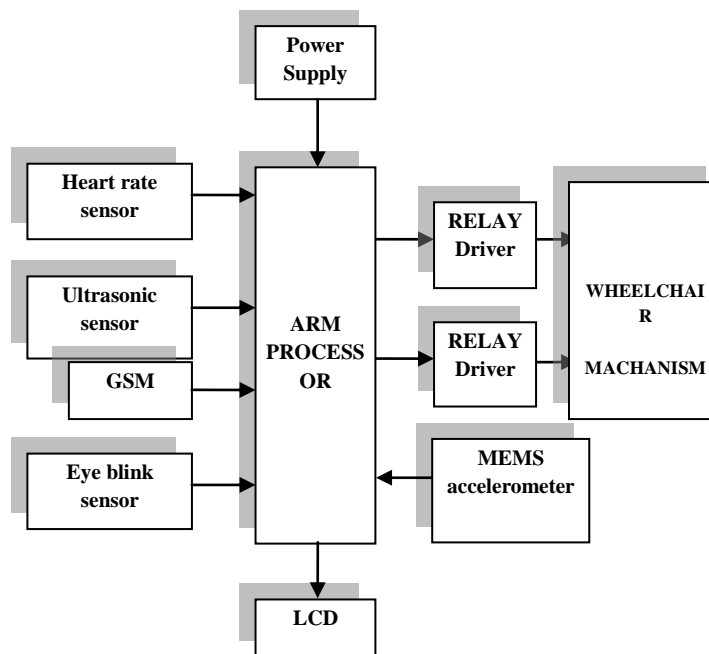 Power
Supply
Heart rate
sensor
RELAY
Driver
Ultrasonic
sensor
ARM
PROCESS
OR
WHEELCHAI
R
MACHANISM
GSM
RELAY
Driver
Eye blink
sensor
MEMS
accelerometer
LCD